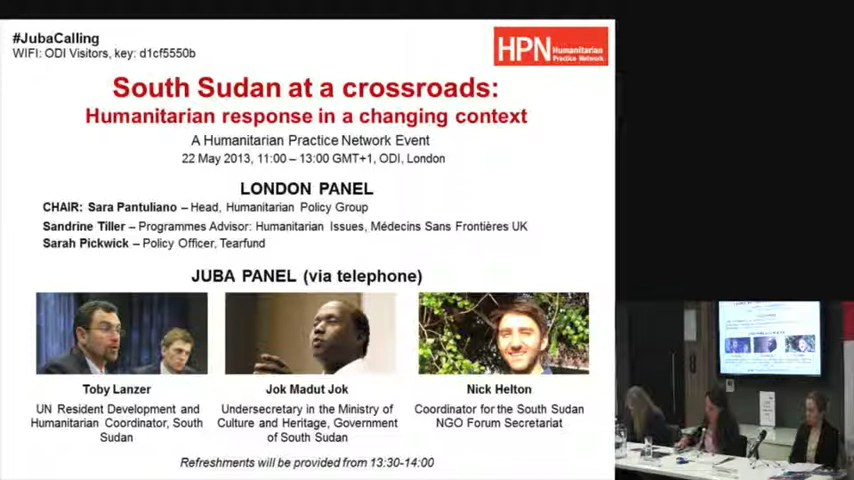 #JubaCalling
WIFI: ODI Visitors, key: d1cf5550b
HPN Humanitarian
Practice Network
South Sudan at a crossroads:
Humanitarian response in a changing context
A Humanitarian Practice Network Event
22 May 2013, 11:00 – 13:00 GMT+1, ODI, London
LONDON PANEL
CHAIR: Sara Pantuliano – Head, Humanitarian Policy Group
Sandrine Tiller – Programmes Advisor: Humanitarian Issues, Médecins Sans Frontières UK
Sarah Pickwick – Policy Officer, Tearfund
JUBA PANEL (via telephone)
Toby Lanzer
UN Resident Development and
Humanitarian Coordinator, South
Sudan
Jok Madut Jok
Undersecretary in the Ministry of
Culture and Heritage, Government
of South Sudan
Nick Helton
Coordinator for the South Sudan
NGO Forum Secretariat
Refreshments will be provided from 13:30-14:00